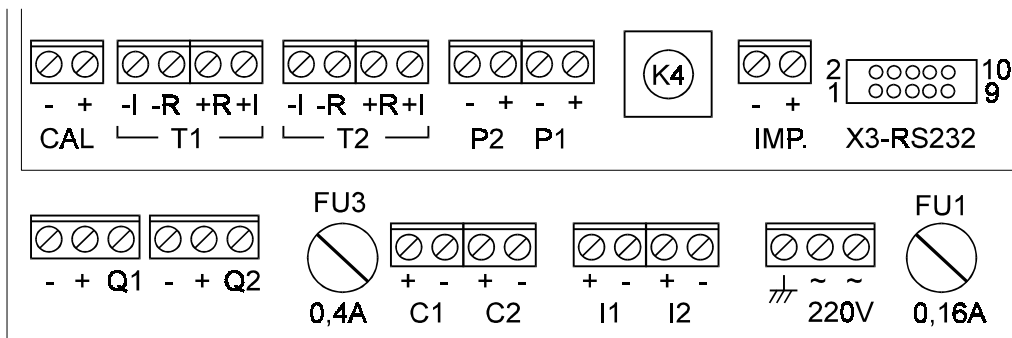 K4
2 10
1 9
- + -I -R +R +I -I -R +R +I - + - + - +
CAL T1 T2 P2 P1 IMP. X3-RS232
FU3 FU1
- + Q1 - + Q2 + - + - + - + - ~ ~
0,4A C1 C2 I1 I2 220V 0,16A